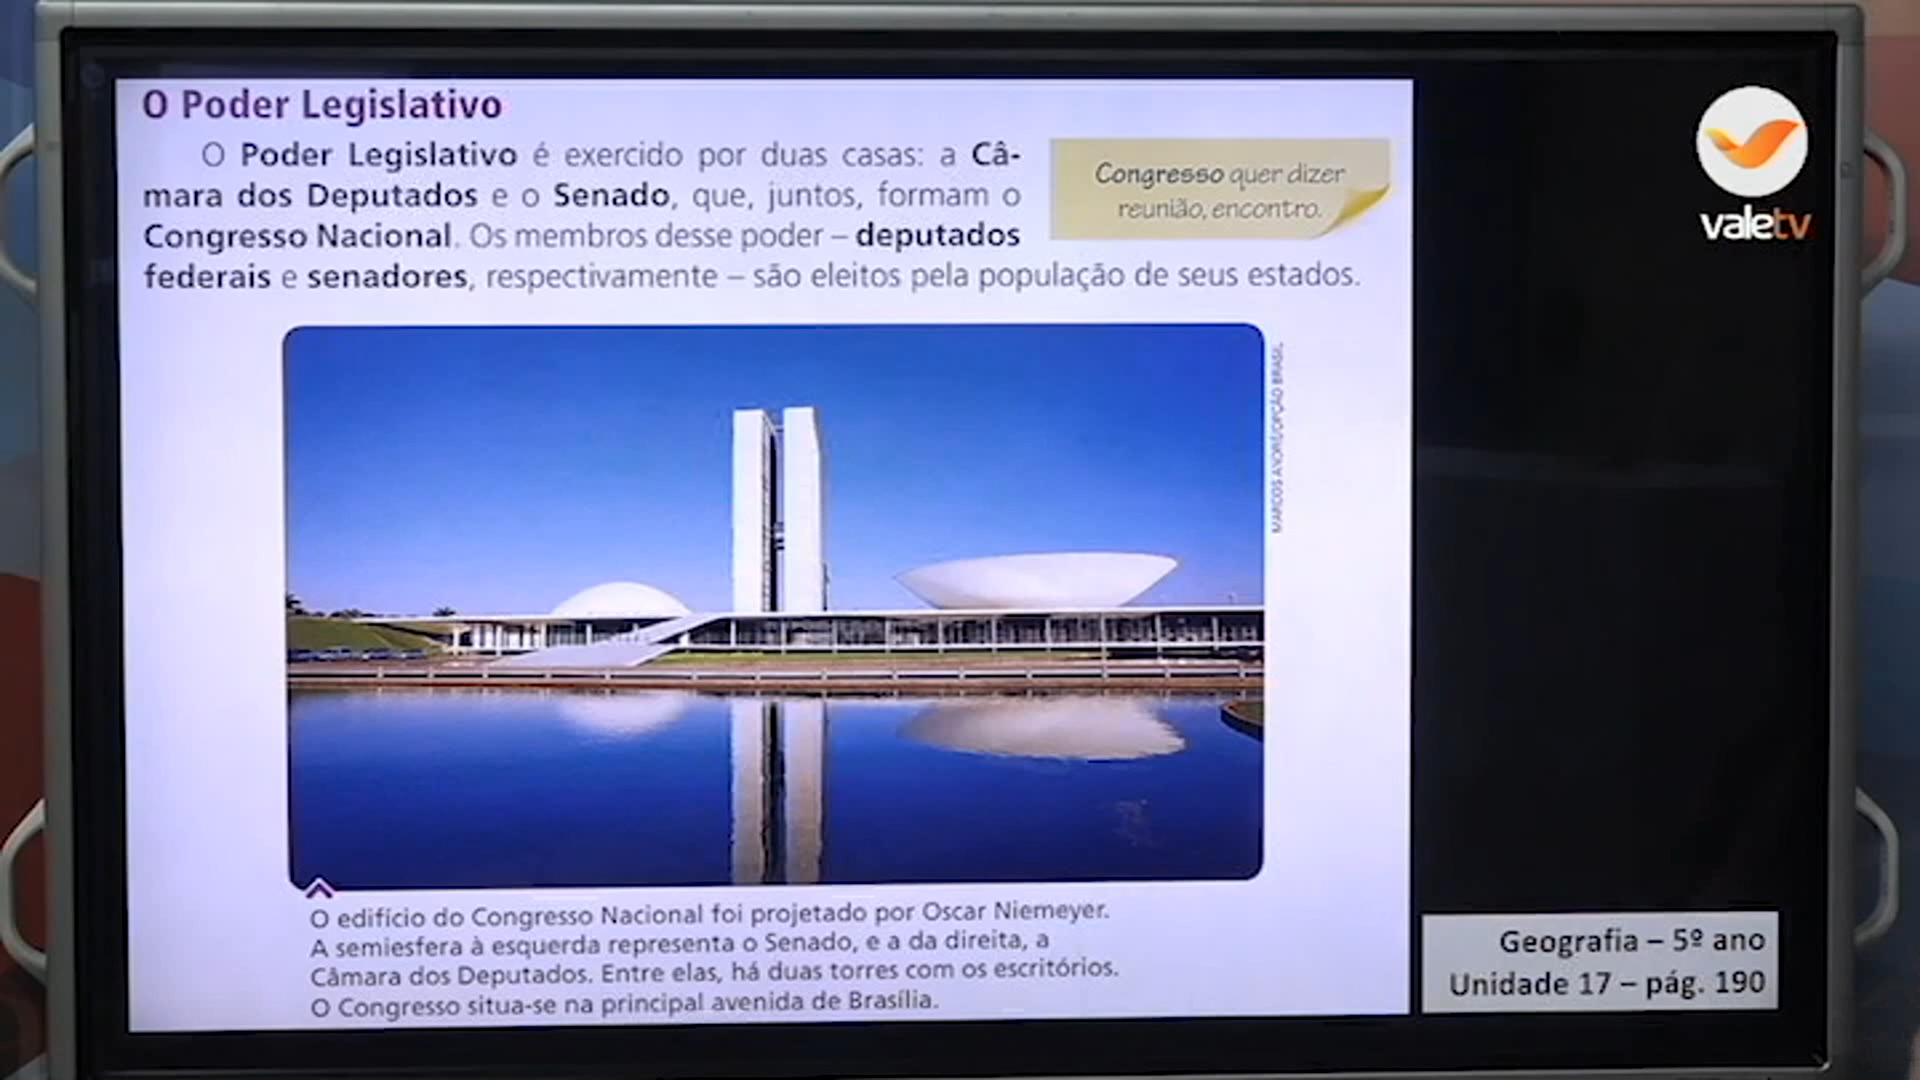 O Poder Legislativo
O Poder Legislativo é exercido por duas casas: a Câ-
mara dos Deputados e o Senado, que, juntos, formam o
Congresso Nacional. Os membros desse poder – deputados
federais e senadores, respectivamente – são eleitos pela população de seus estados.
Congresso quer dizer
reunião, encontro.
valetv
MARCOS ANDRÉ/OPÇÃO BRASIL
O edifício do Congresso Nacional foi projetado por Oscar Niemeyer.
A semiesfera à esquerda representa o Senado, e a da direita, a
Câmara dos Deputados. Entre elas, há duas torres com os escritórios.
O Congresso situa-se na principal avenida de Brasília.
Geografia – 5º ano
Unidade 17 – pág. 190